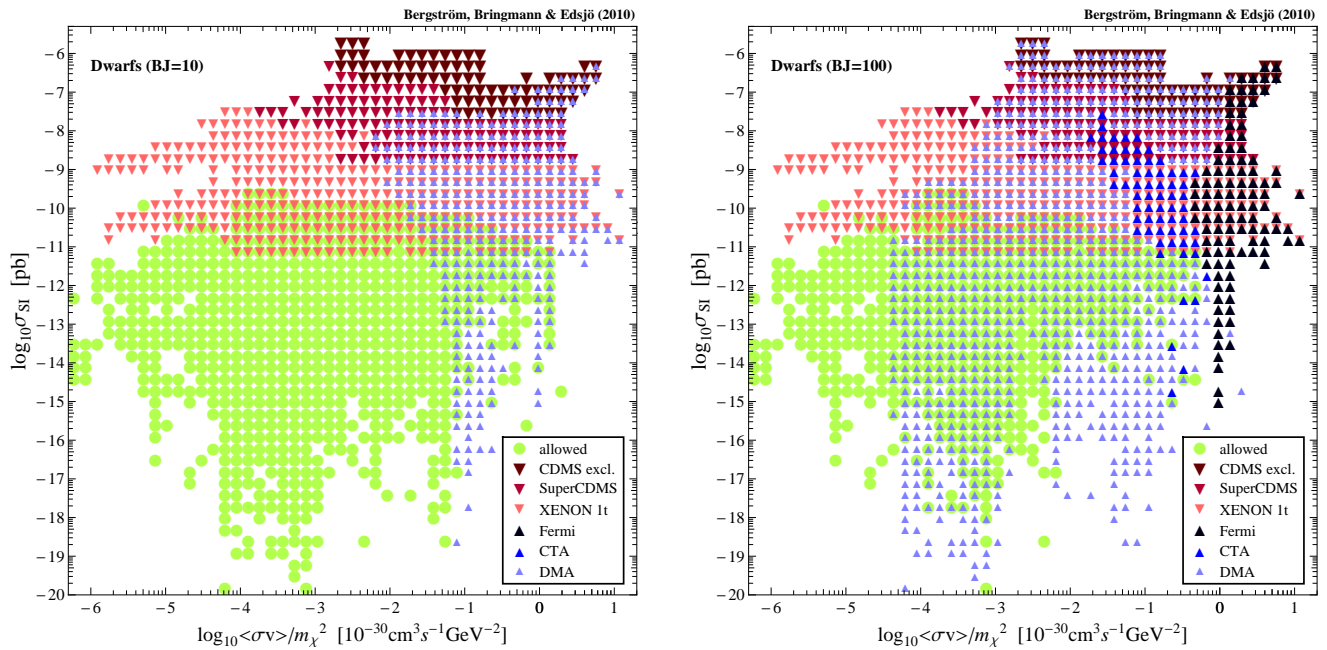 Bergström, Bringmann & Edsjö (2010)
Dwarfs (BJ=10)
log₁₀σSI [pb]
−6
−7
−8
−9
−10
−11
−12
−13
−14
−15
−16
−17
−18
−19
−20
allowed
CDMS excl.
SuperCDMS
XENON 1t
Fermi
CTA
DMA
−6 −5 −4 −3 −2 −1 0 1
log₁₀<σv>/mχ² [10⁻³⁰cm³s⁻¹GeV⁻²]
Bergström, Bringmann & Edsjö (2010)
Dwarfs (BJ=100)
log₁₀σSI [pb]
−6
−7
−8
−9
−10
−11
−12
−13
−14
−15
−16
−17
−18
−19
−20
allowed
CDMS excl.
SuperCDMS
XENON 1t
Fermi
CTA
DMA
−6 −5 −4 −3 −2 −1 0 1
log₁₀<σv>/mχ² [10⁻³⁰cm³s⁻¹GeV⁻²]